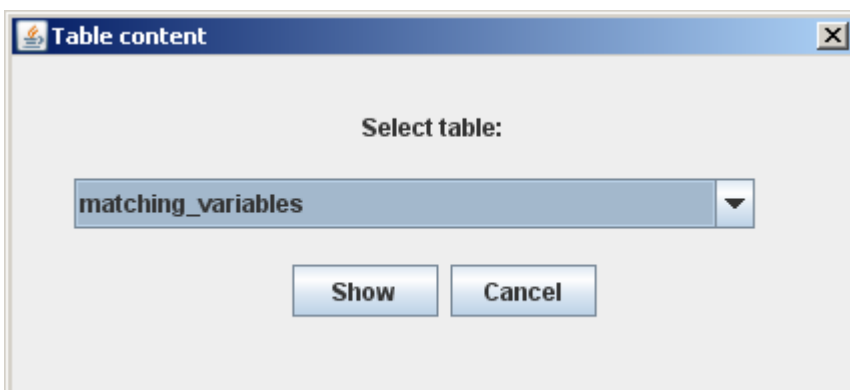 Table content
Select table:
matching_variables
Show Cancel